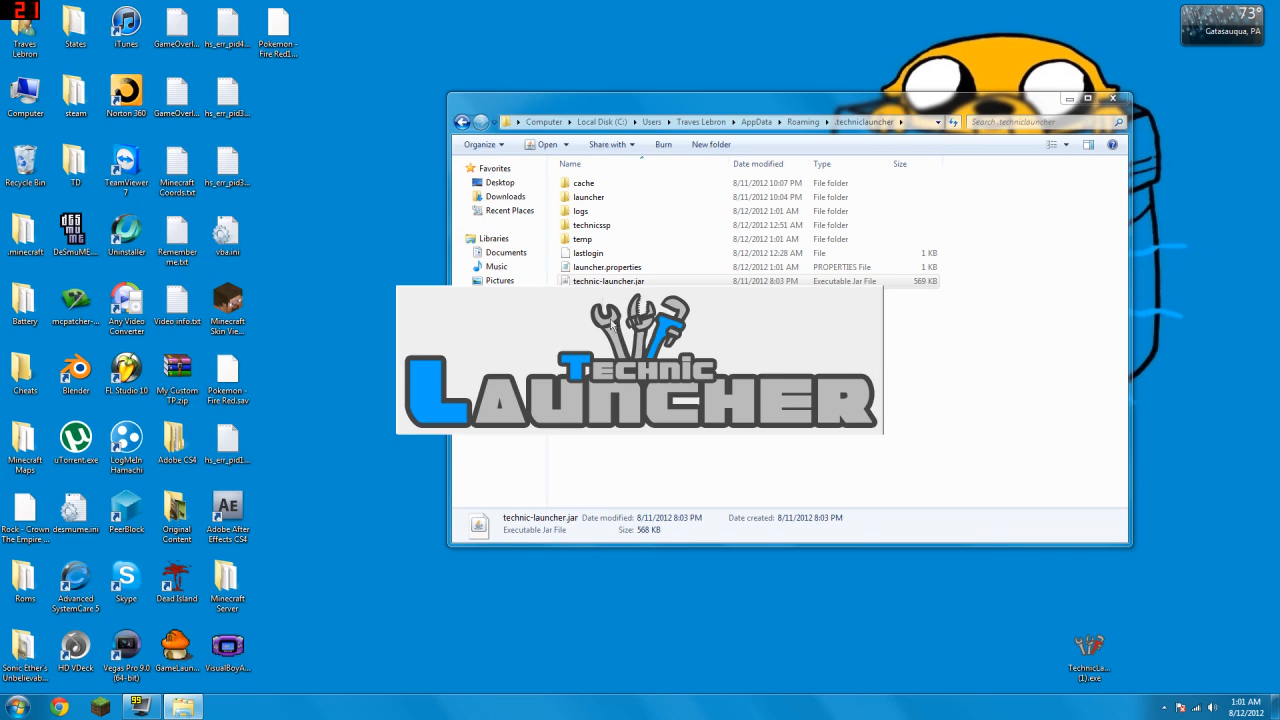 21
Traves
Lebron
States
iTunes
GameOverl...
hs_err_pid4...
Pokemon
- Fire Red1...
Computer
steam
Norton 360
GameOverl...
hs_err_pid3...
Recycle Bin
TD
TeamViewer
7
Minecraft
Coords.txt
hs_err_pid3...
.minecraft
DeSmuME...
Uninstaller
Remember
me.txt
vba.ini
Battery
mcpatcher-...
Any Video
Converter
Video info.txt
Minecraft
Skin Vie...
Cheats
Blender
FL Studio 10
My Custom
TP.zip
Pokemon -
Fire Red.sav
Minecraft
Maps
uTorrent.exe
LogMeIn
Hamachi
Adobe CS4
hs_err_pid1...
Rock - Crown
The Empire ...
desmume.ini
PeerBlock
Original
Content
Adobe After
Effects CS4
Roms
Advanced
SystemCare 5
Skype
Dead Island
Minecraft
Server
Sonic Ether's
Unbelievab...
HD VDeck
Vegas Pro 9.0
(64-bit)
GameLaun...
VisualBoyA...
73°
Catasauqua, PA
Computer
Local Disk (C:)
Users
Traves Lebron
AppData
Roaming
.techniclauncher
Search .techniclauncher
Organize
Open
Share with
Burn
New folder
Name
Date modified
Type
Size
Favorites
Desktop
Downloads
Recent Places
Libraries
Documents
Music
Pictures
cache 8/11/2012 10:07 PM File folder
launcher 8/11/2012 10:04 PM File folder
logs 8/12/2012 1:01 AM File folder
technicssp 8/12/2012 12:51 AM File folder
temp 8/12/2012 1:01 AM File folder
lastlogin 8/12/2012 12:28 AM File 1 KB
launcher.properties 8/12/2012 1:01 AM PROPERTIES File 1 KB
technic-launcher.jar 8/11/2012 8:03 PM Executable Jar File 569 KB
Technic
Launcher
technic-launcher.jar Date modified: 8/11/2012 8:03 PM Date created: 8/11/2012 8:03 PM
Executable Jar File Size: 568 KB
TechnicLa...
(1).exe
99
1:01 AM
8/12/2012